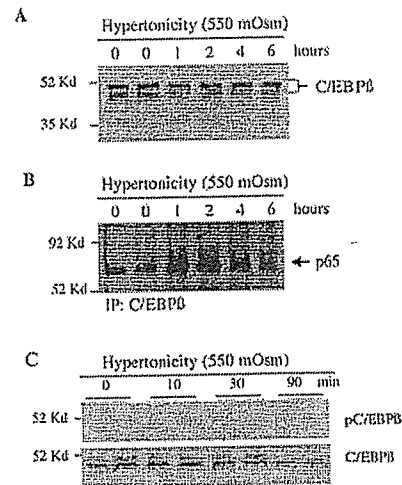 A
Hypertonicity (550 mOsm)
0 0 1 2 4 6 hours
52 Kd
C/EBPß
35 Kd
B
Hypertonicity (550 mOsm)
0 0 1 2 4 6 hours
92 Kd
p65
52 Kd
IP: C/EBPß
C
Hypertonicity (550 mOsm)
0 10 30 90 min
52 Kd
pC/EBPß
52 Kd
C/EBPß